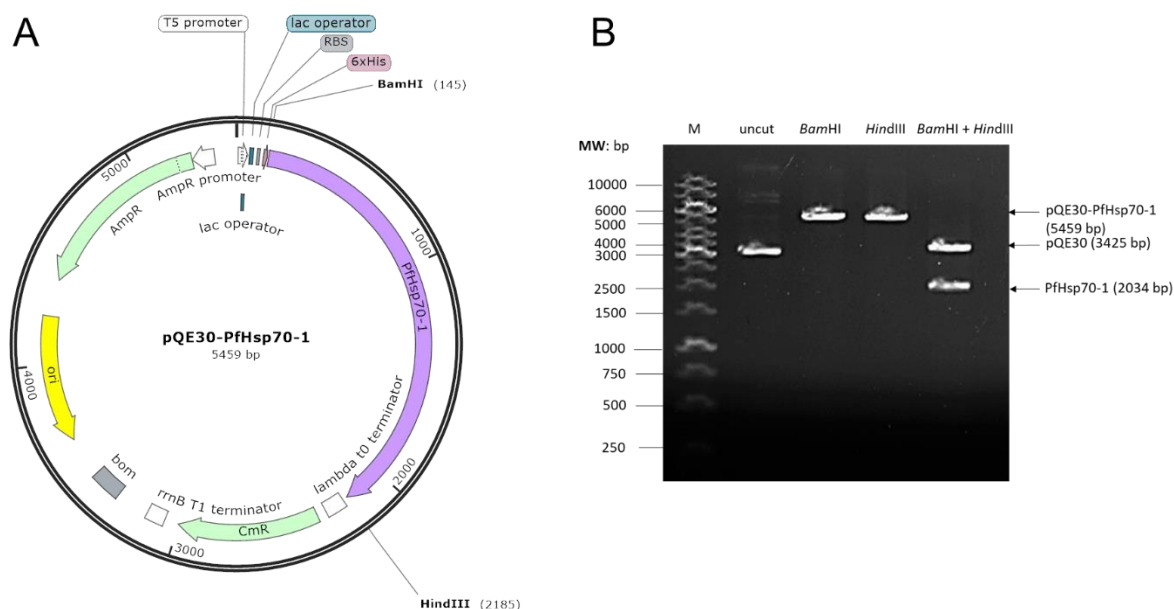 A
T5 promoter
lac operator
RBS
6xHis
BamHI (145)
5000
AmpR promoter
AmpR
lac operator
1000
PfHsp70-1
pQE30-PfHsp70-1
5459 bp
ori
4000
lambda t0 terminator
2000
bom
rrnB T1 terminator
CmR
3000
HindIII (2185)
B
MW: bp
M
uncut
BamHI
HindIII
BamHI + HindIII
10000
6000
5000
4000
3000
2500
1500
1000
750
500
250
pQE30-PfHsp70-1
(5459 bp)
pQE30 (3425 bp)
PfHsp70-1 (2034 bp)